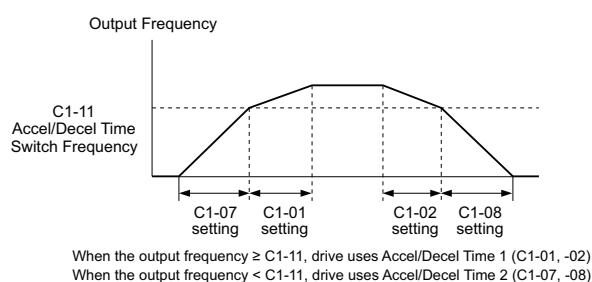 Output Frequency
C1-11
Accel/Decel Time
Switch Frequency
C1-07
setting
C1-01
setting
C1-02
setting
C1-08
setting
When the output frequency ≥ C1-11, drive uses Accel/Decel Time 1 (C1-01, -02)
When the output frequency < C1-11, drive uses Accel/Decel Time 2 (C1-07, -08)